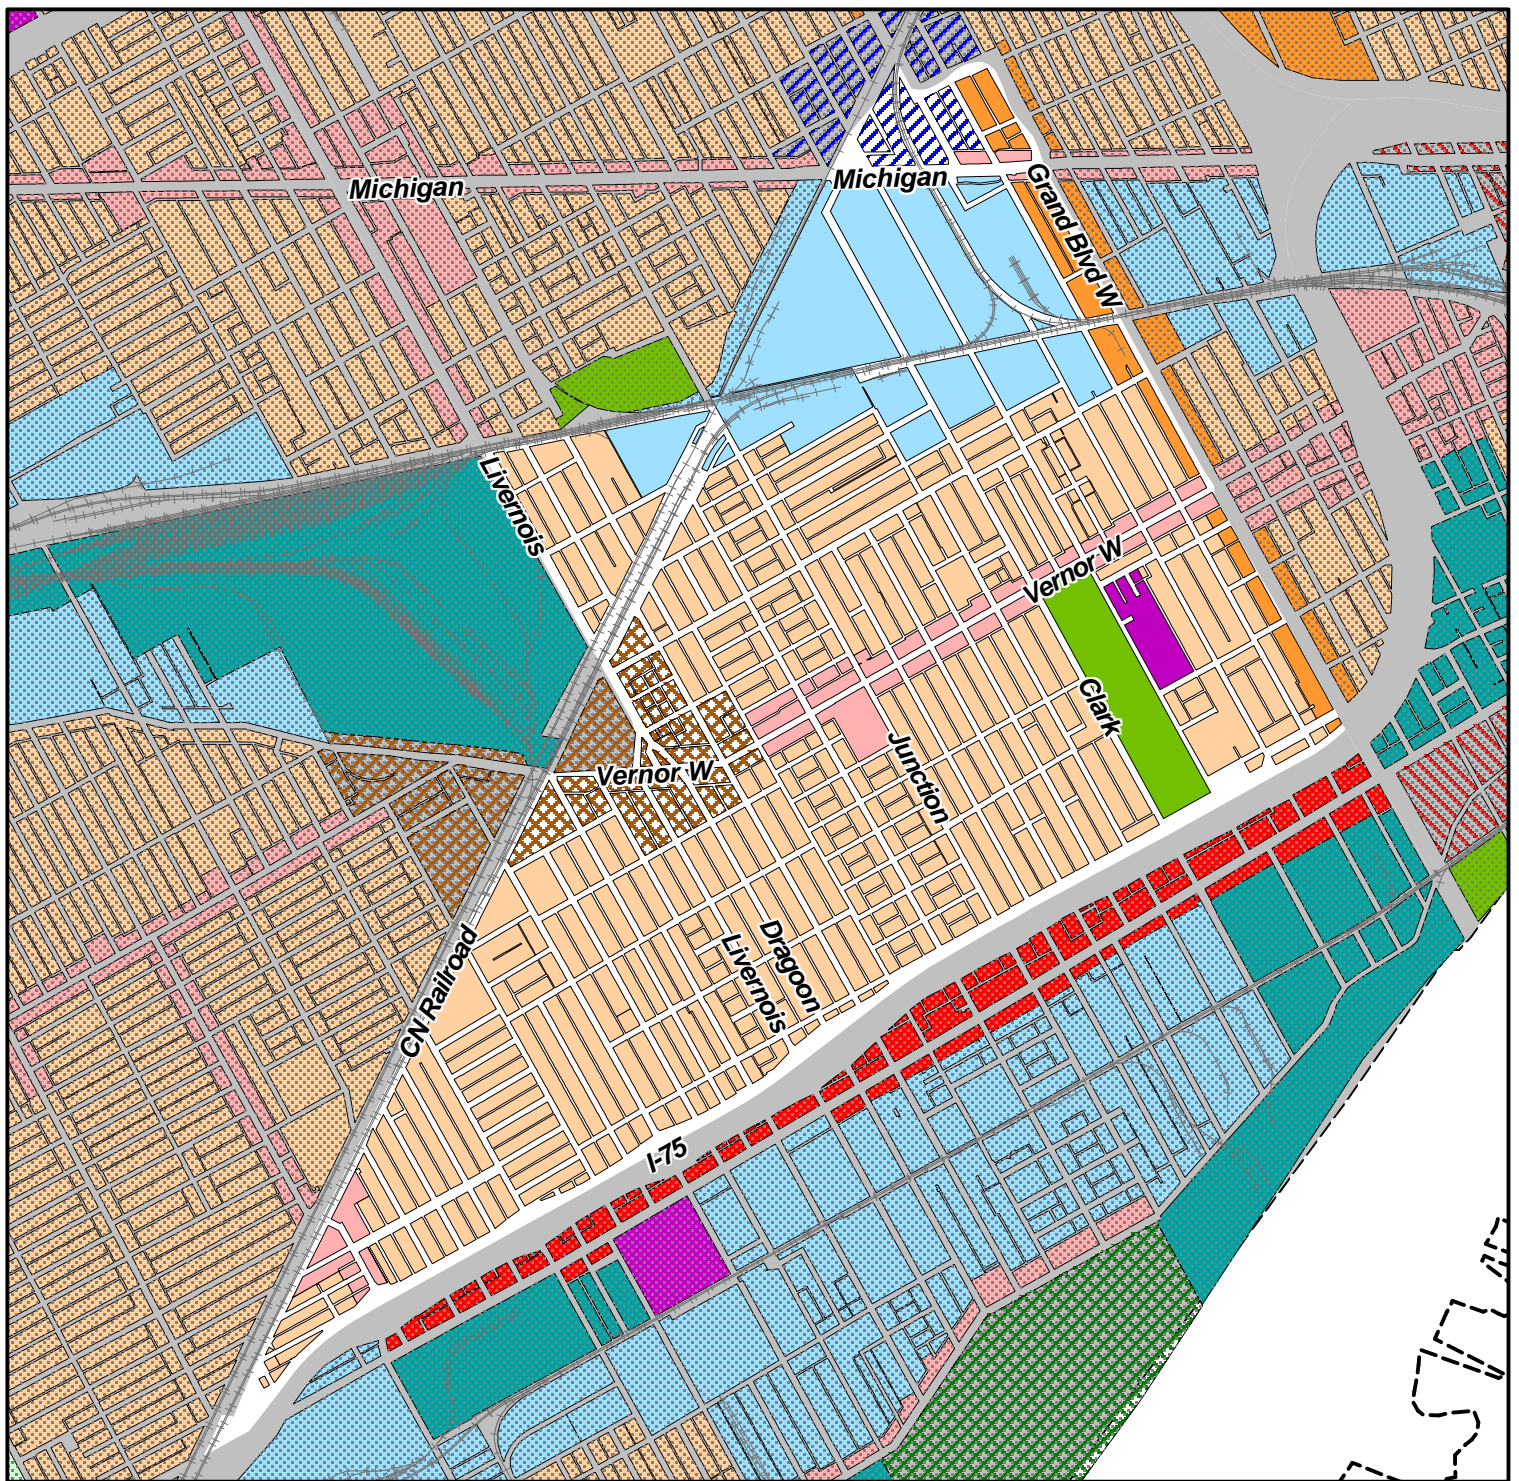 Michigan
Michigan
Grand Blvd W
Livernois
Vernor W
Clark
Junction
Vernor W
Dragoon
Livernois
CN Railroad
I-75